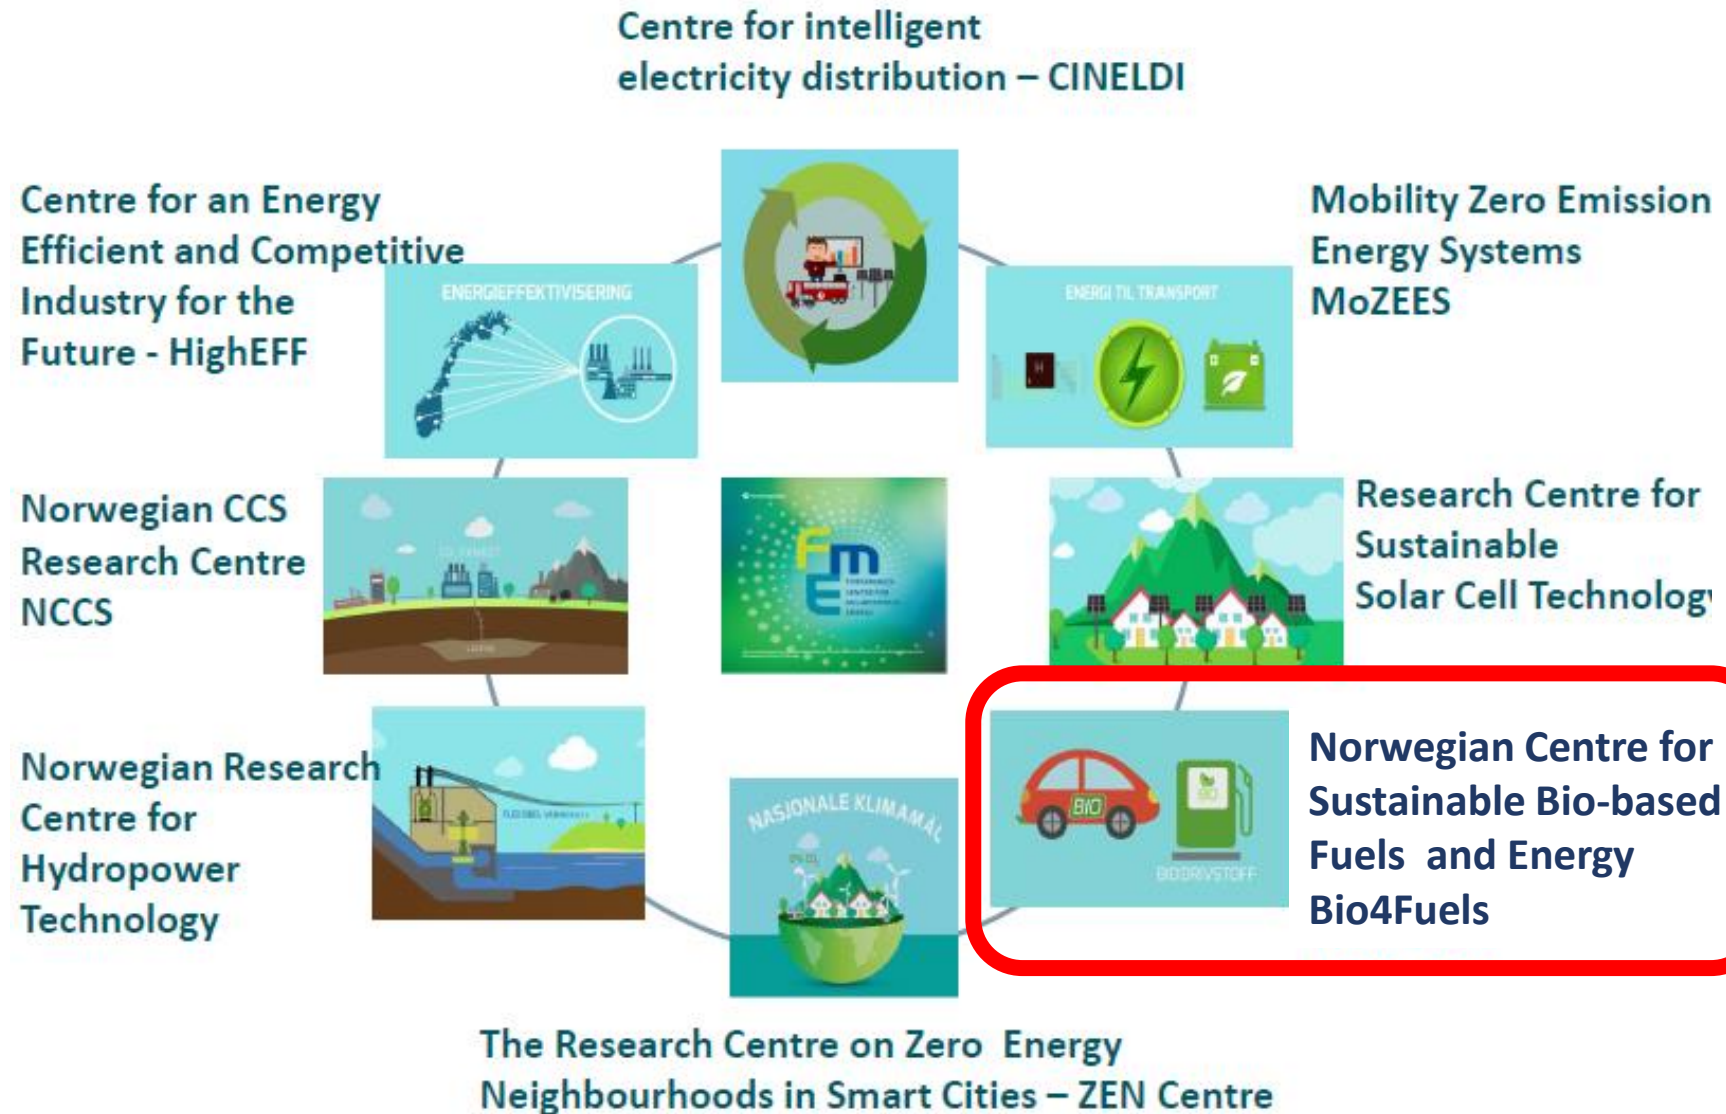 Centre for intelligent
electricity distribution – CINELDI
Centre for an Energy
Efficient and Competitive
Industry for the
Future - HighEFF
ENERGIEFFEKTIVISERING
Mobility Zero Emission
Energy Systems
MoZEES
ENERGI TIL TRANSPORT
H
Norwegian CCS
Research Centre
NCCS
FmE
Research Centre for
Sustainable
Solar Cell Technology
Norwegian Research
Centre for
Hydropower
Technology
NASJONALE KLIMAMÅL
BIO
BIODRIVSTOFF
Norwegian Centre for
Sustainable Bio-based
Fuels and Energy
Bio4Fuels
The Research Centre on Zero Energy
Neighbourhoods in Smart Cities – ZEN Centre